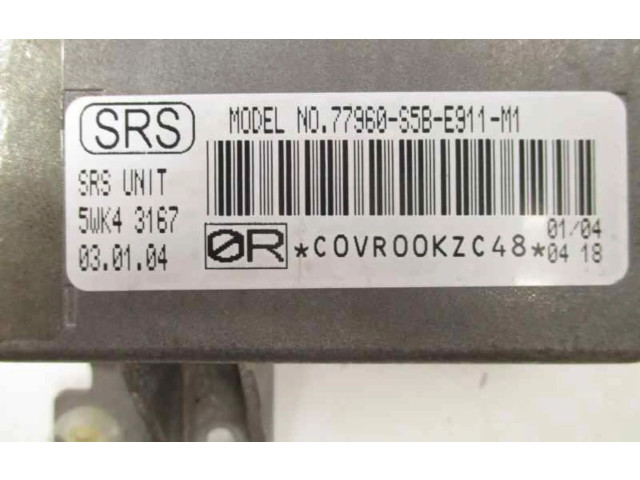 SRS
MODEL NO.77960-S5B-E911-M1
SRS UNIT
5WK4 3167
03.01.04
0R
*COVR00KZC48*
01/04
04 18